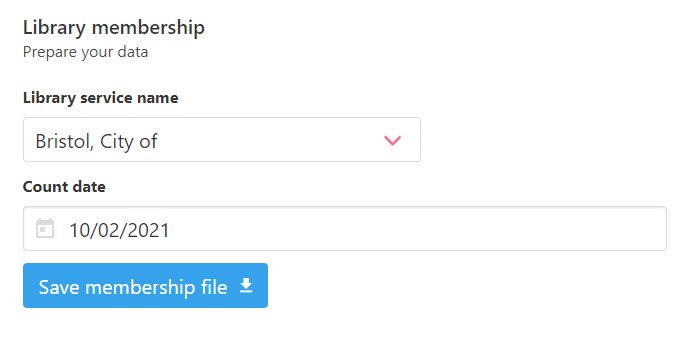 Library membership
Prepare your data
Library service name
Bristol, City of
Count date
10/02/2021
Save membership file